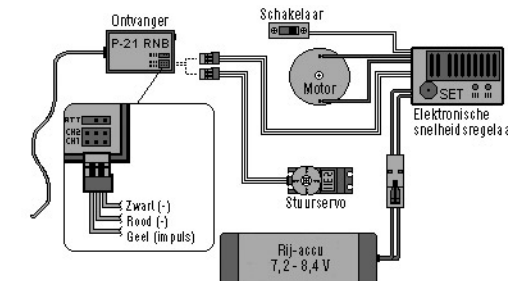 Ontvanger
Schakelaar
P-21 RNB
Motor
SET
Elektronische
snelheidsregelaa
ATT
CH2
CH1
Zwart (-)
Rood (-)
Geel (impuls)
Stuurservo
Rij-accu
7,2 - 8,4 V